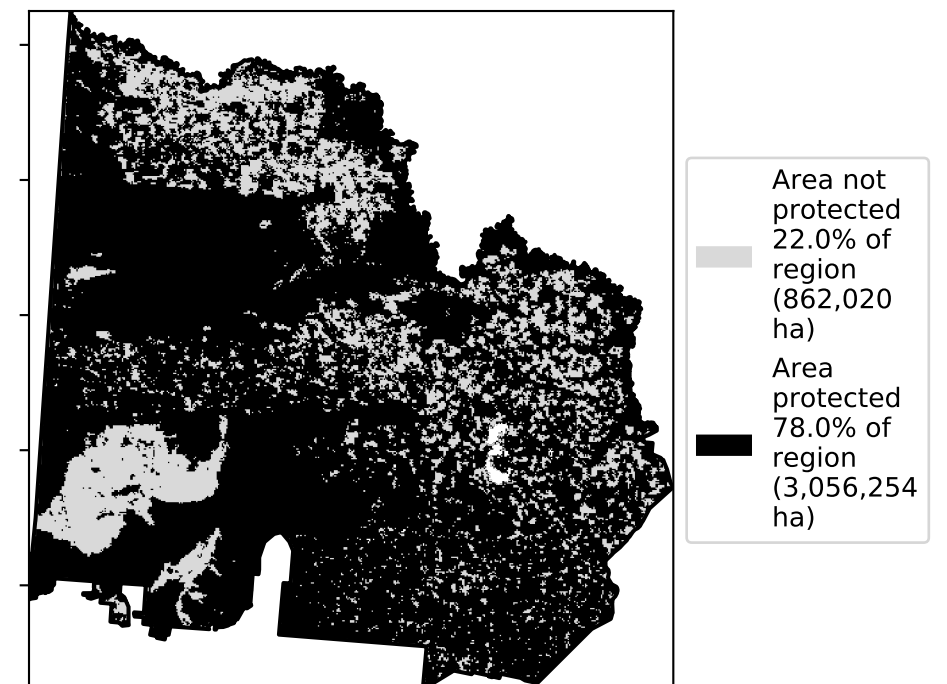 Area not
protected
22.0% of
region
(862,020
ha)
Area
protected
78.0% of
region
(3,056,254
ha)